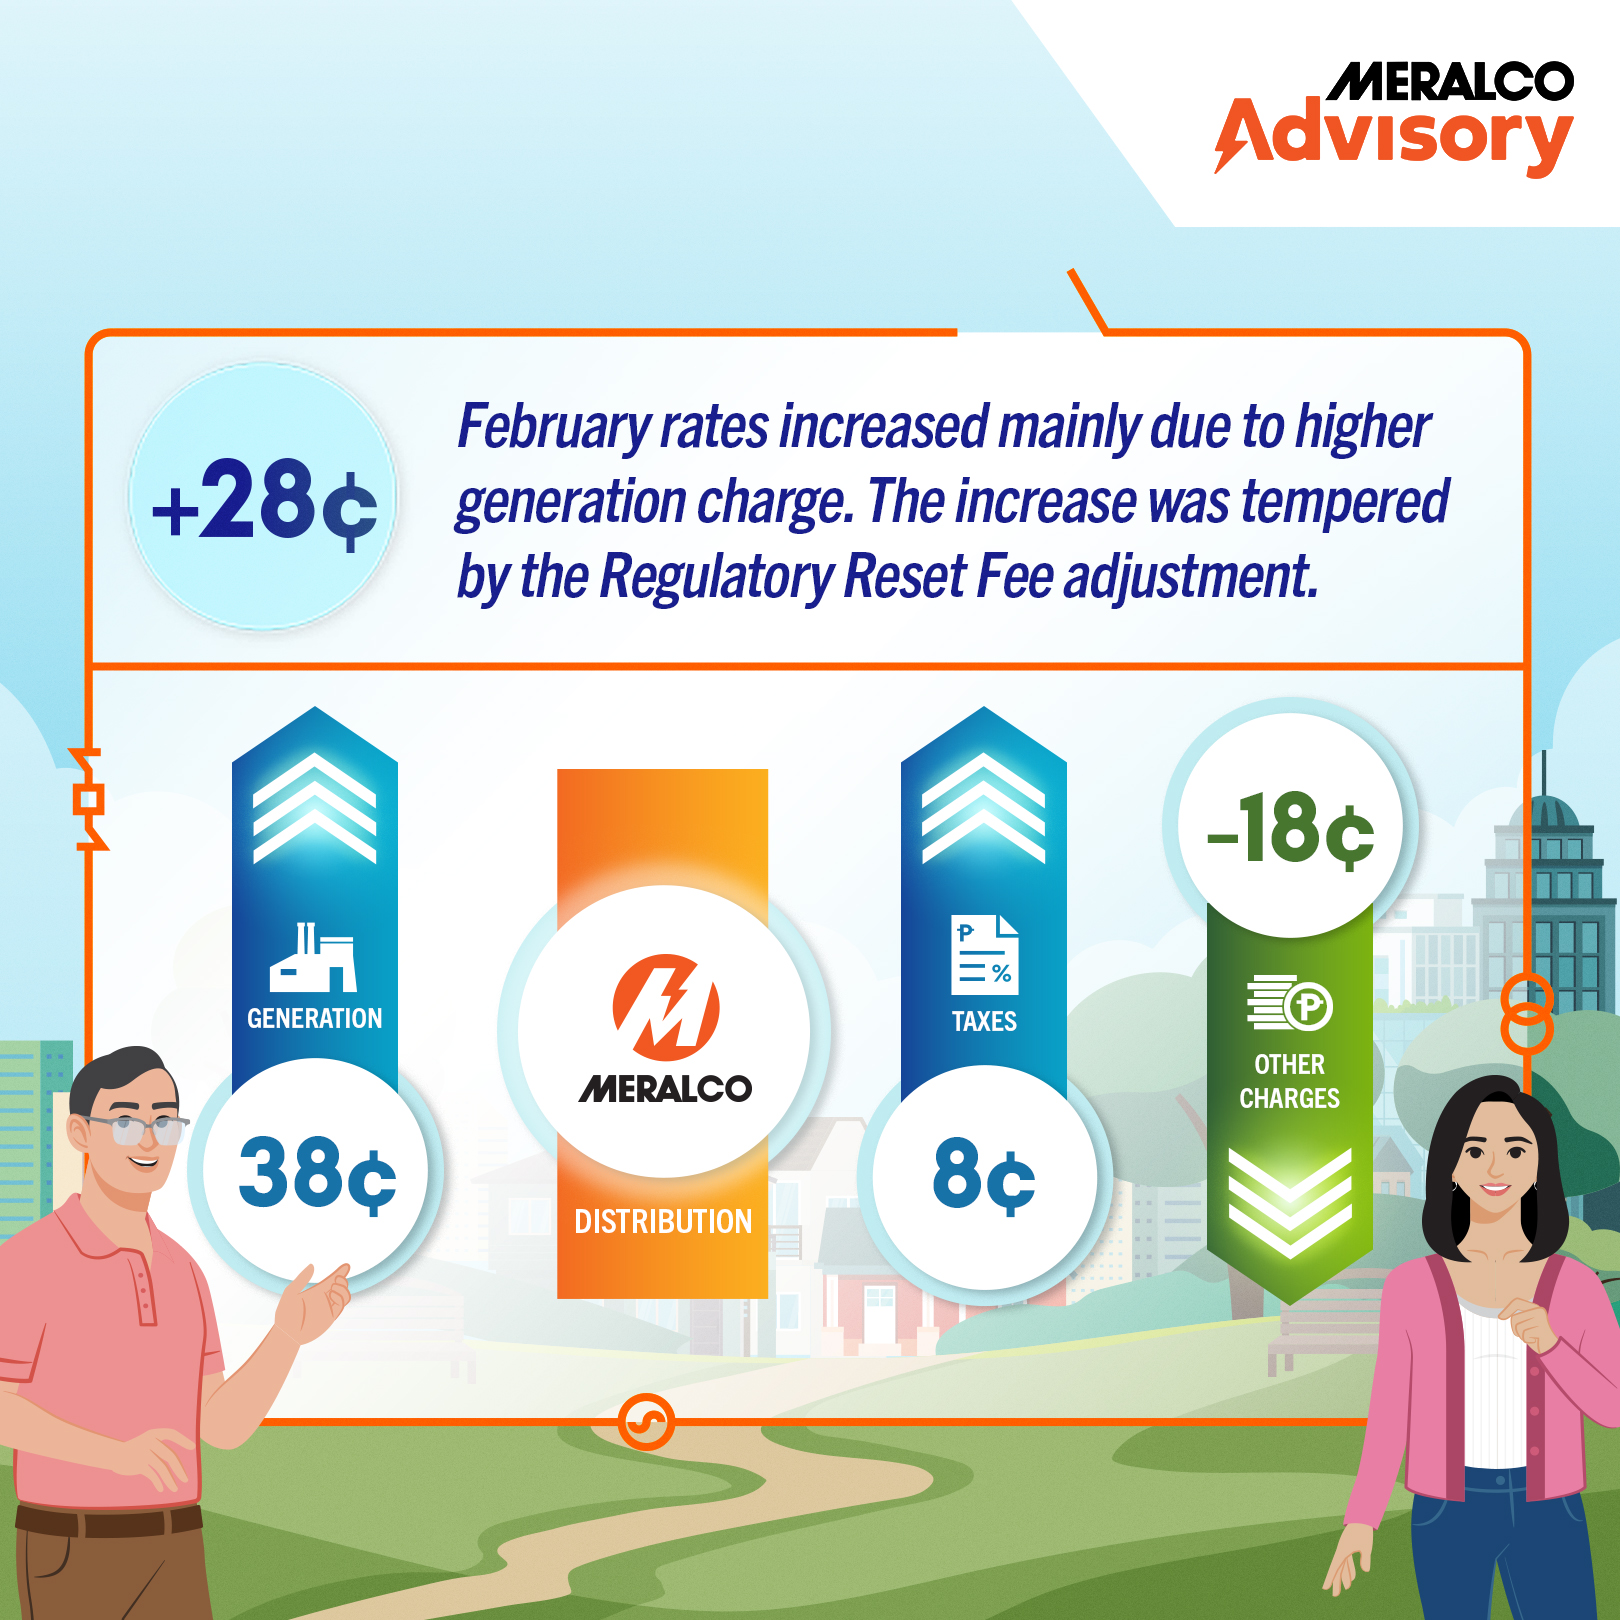 MERALCO
Advisory
+28¢
February rates increased mainly due to higher
generation charge. The increase was tempered
by the Regulatory Reset Fee adjustment.
GENERATION
38¢
MERALCO
DISTRIBUTION
₱
%
TAXES
8¢
-18¢
₱
OTHER
CHARGES